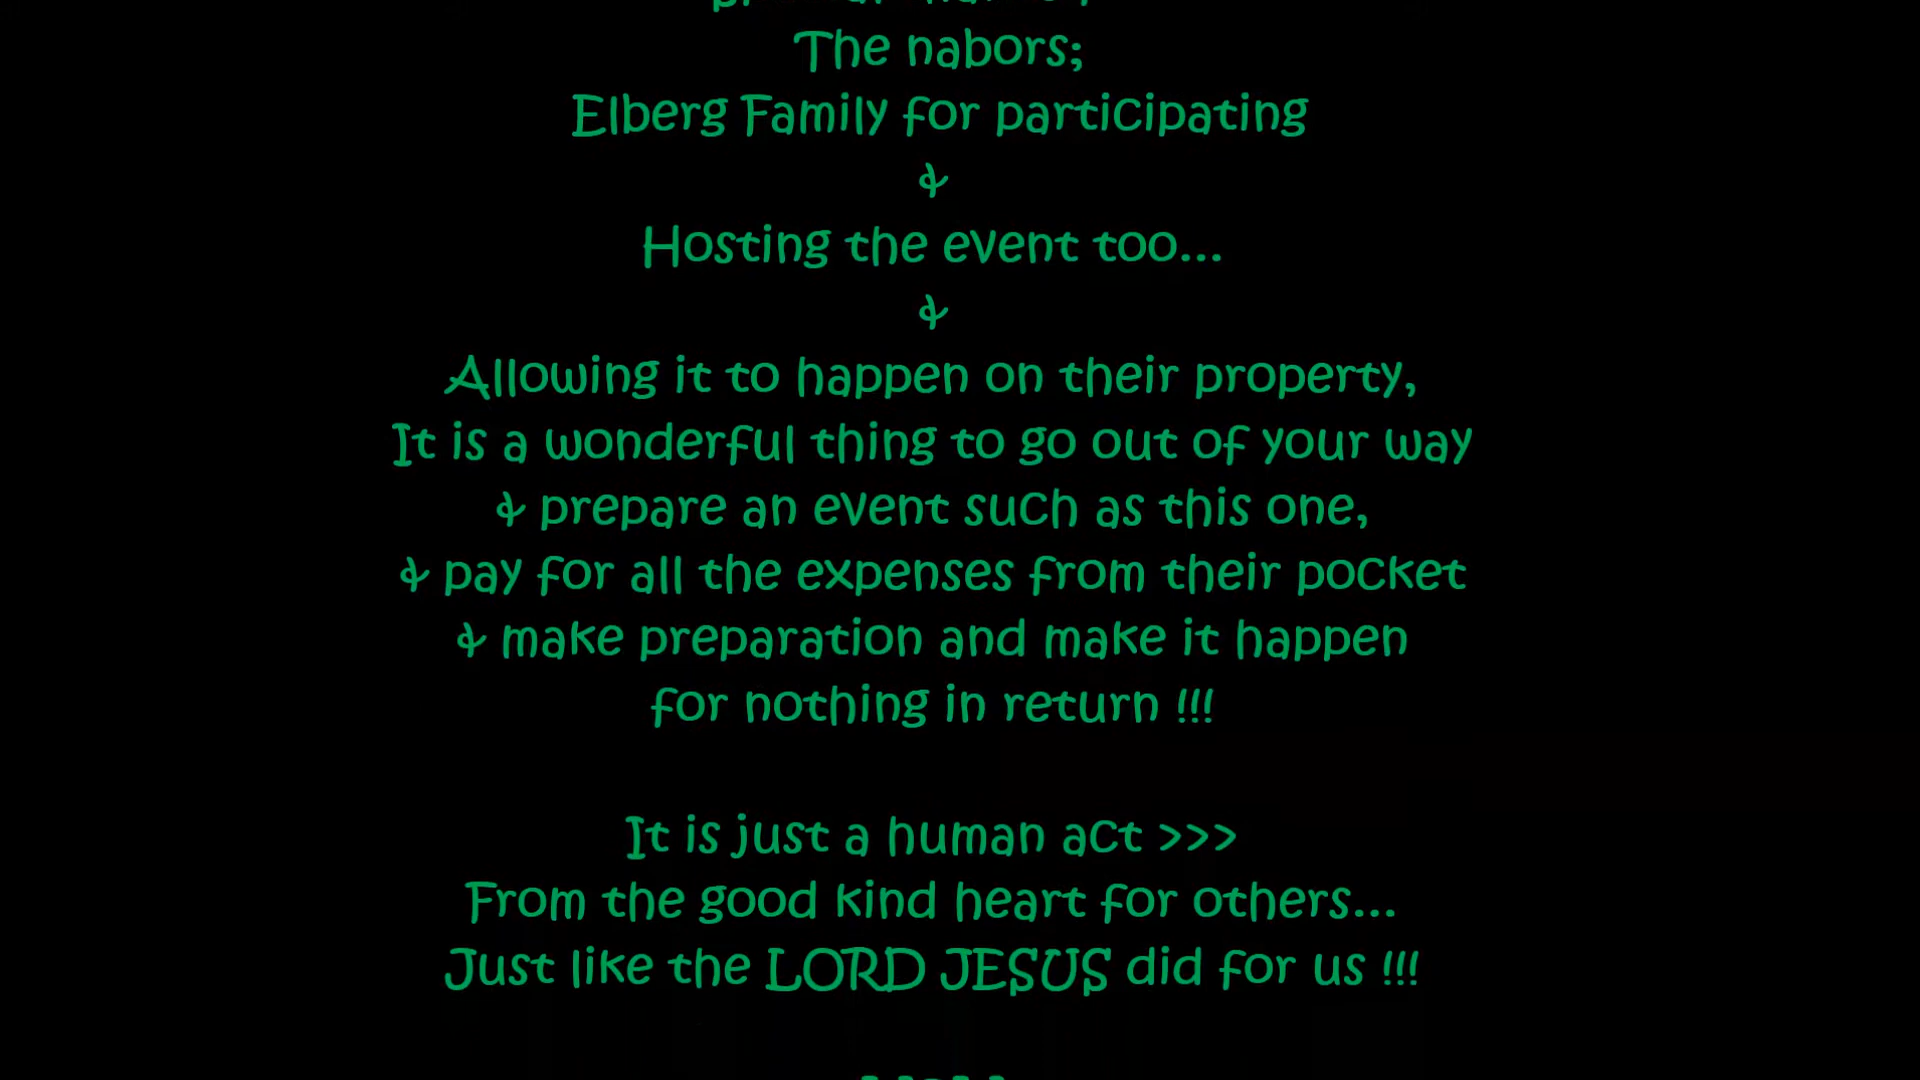 The nabors;
Elberg Family for participating
&
Hosting the event too...
&
Allowing it to happen on their property,
It is a wonderful thing to go out of your way
& prepare an event such as this one,
& pay for all the expenses from their pocket
& make preparation and make it happen
for nothing in return !!!
It is just a human act >>>
From the good kind heart for others...
Just like the LORD JESUS did for us !!!